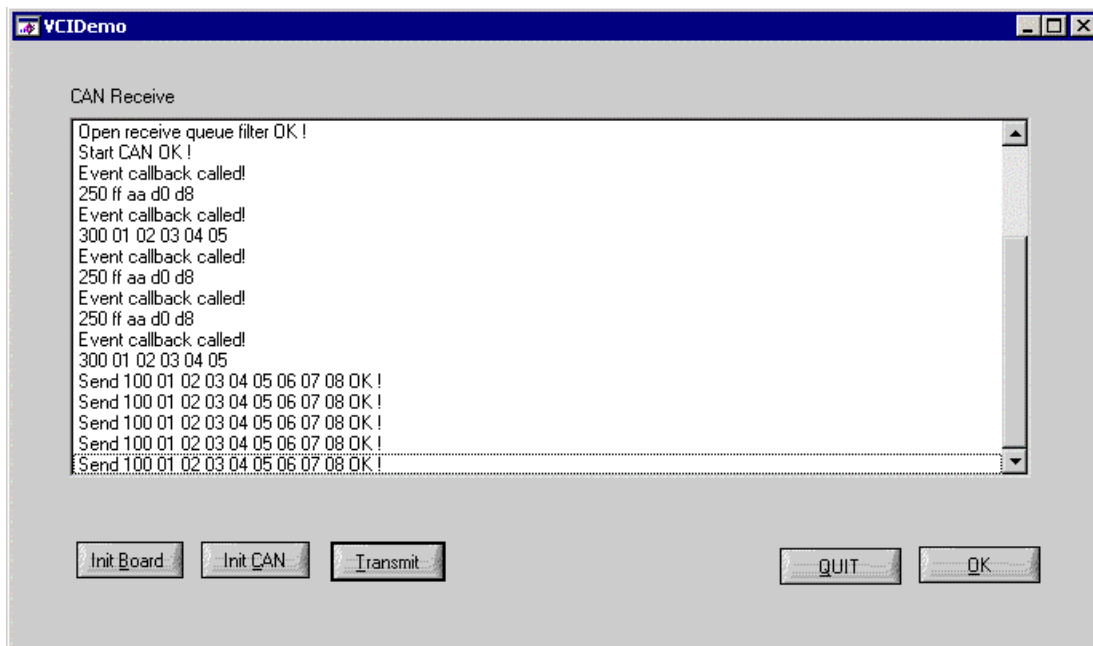 VCIDemo
CAN Receive
Open receive queue filter OK !
Start CAN OK !
Event callback called!
250 ff aa d0 d8
Event callback called!
300 01 02 03 04 05
Event callback called!
250 ff aa d0 d8
Event callback called!
250 ff aa d0 d8
Event callback called!
300 01 02 03 04 05
Send 100 01 02 03 04 05 06 07 08 OK !
Send 100 01 02 03 04 05 06 07 08 OK !
Send 100 01 02 03 04 05 06 07 08 OK !
Send 100 01 02 03 04 05 06 07 08 OK !
Send 100 01 02 03 04 05 06 07 08 OK !
Init Board Init CAN Transmit QUIT OK